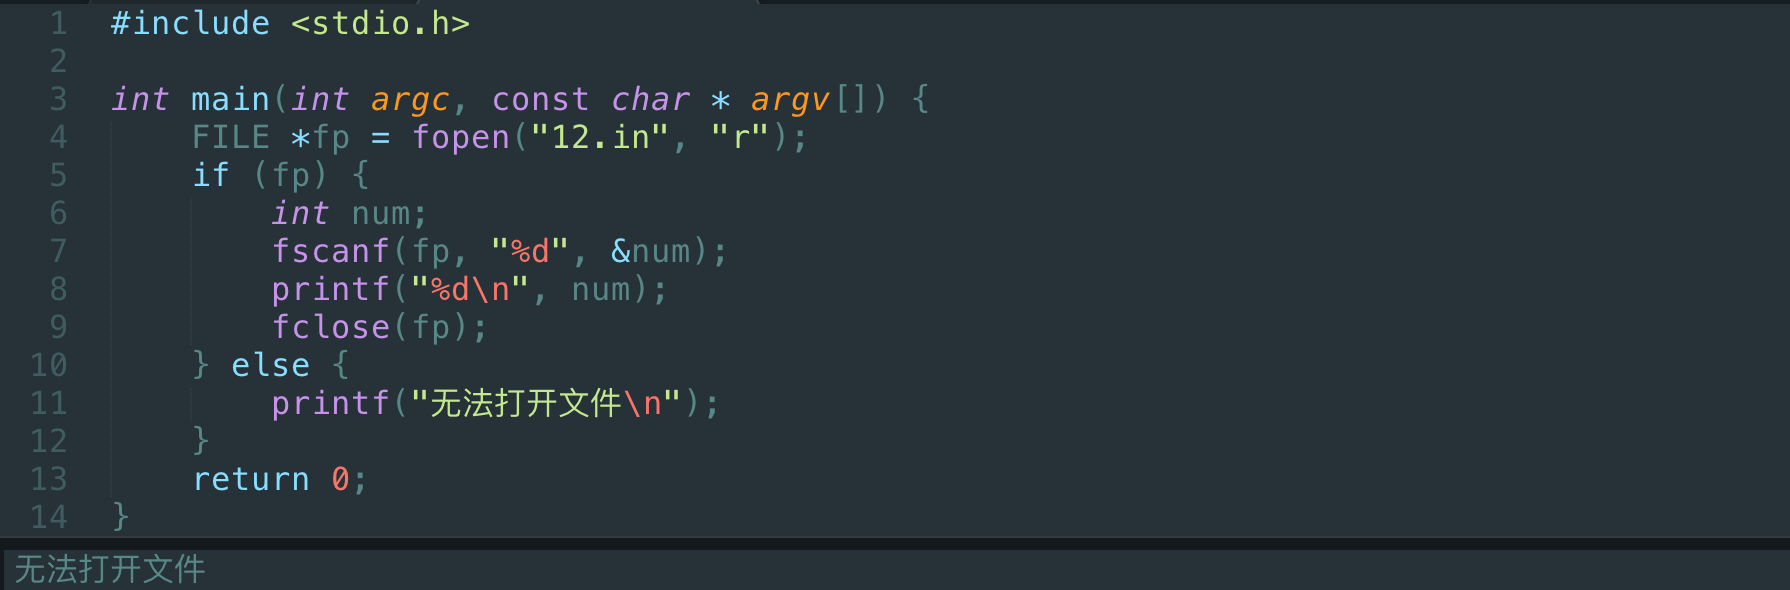 1 #include <stdio.h>
2
3 int main(int argc, const char * argv[]) {
4     FILE *fp = fopen("12.in", "r");
5     if (fp) {
6         int num;
7         fscanf(fp, "%d", &num);
8         printf("%d\n", num);
9         fclose(fp);
10     } else {
11         printf("无法打开文件\n");
12     }
13     return 0;
14 }
无法打开文件